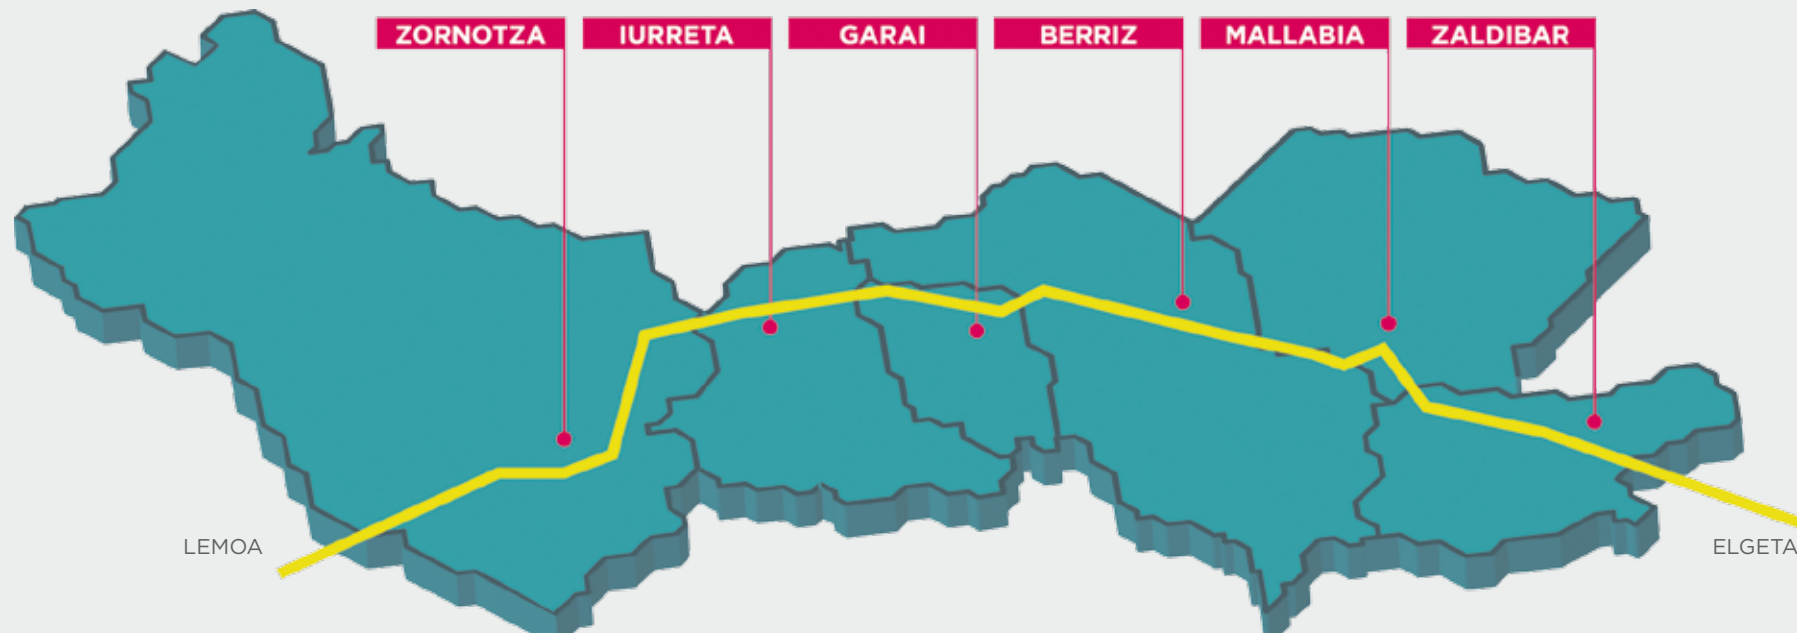 ZORNOTZA
IURRETA
GARAI
BERRIZ
MALLABIA
ZALDIBAR
LEMOA
ELGETA